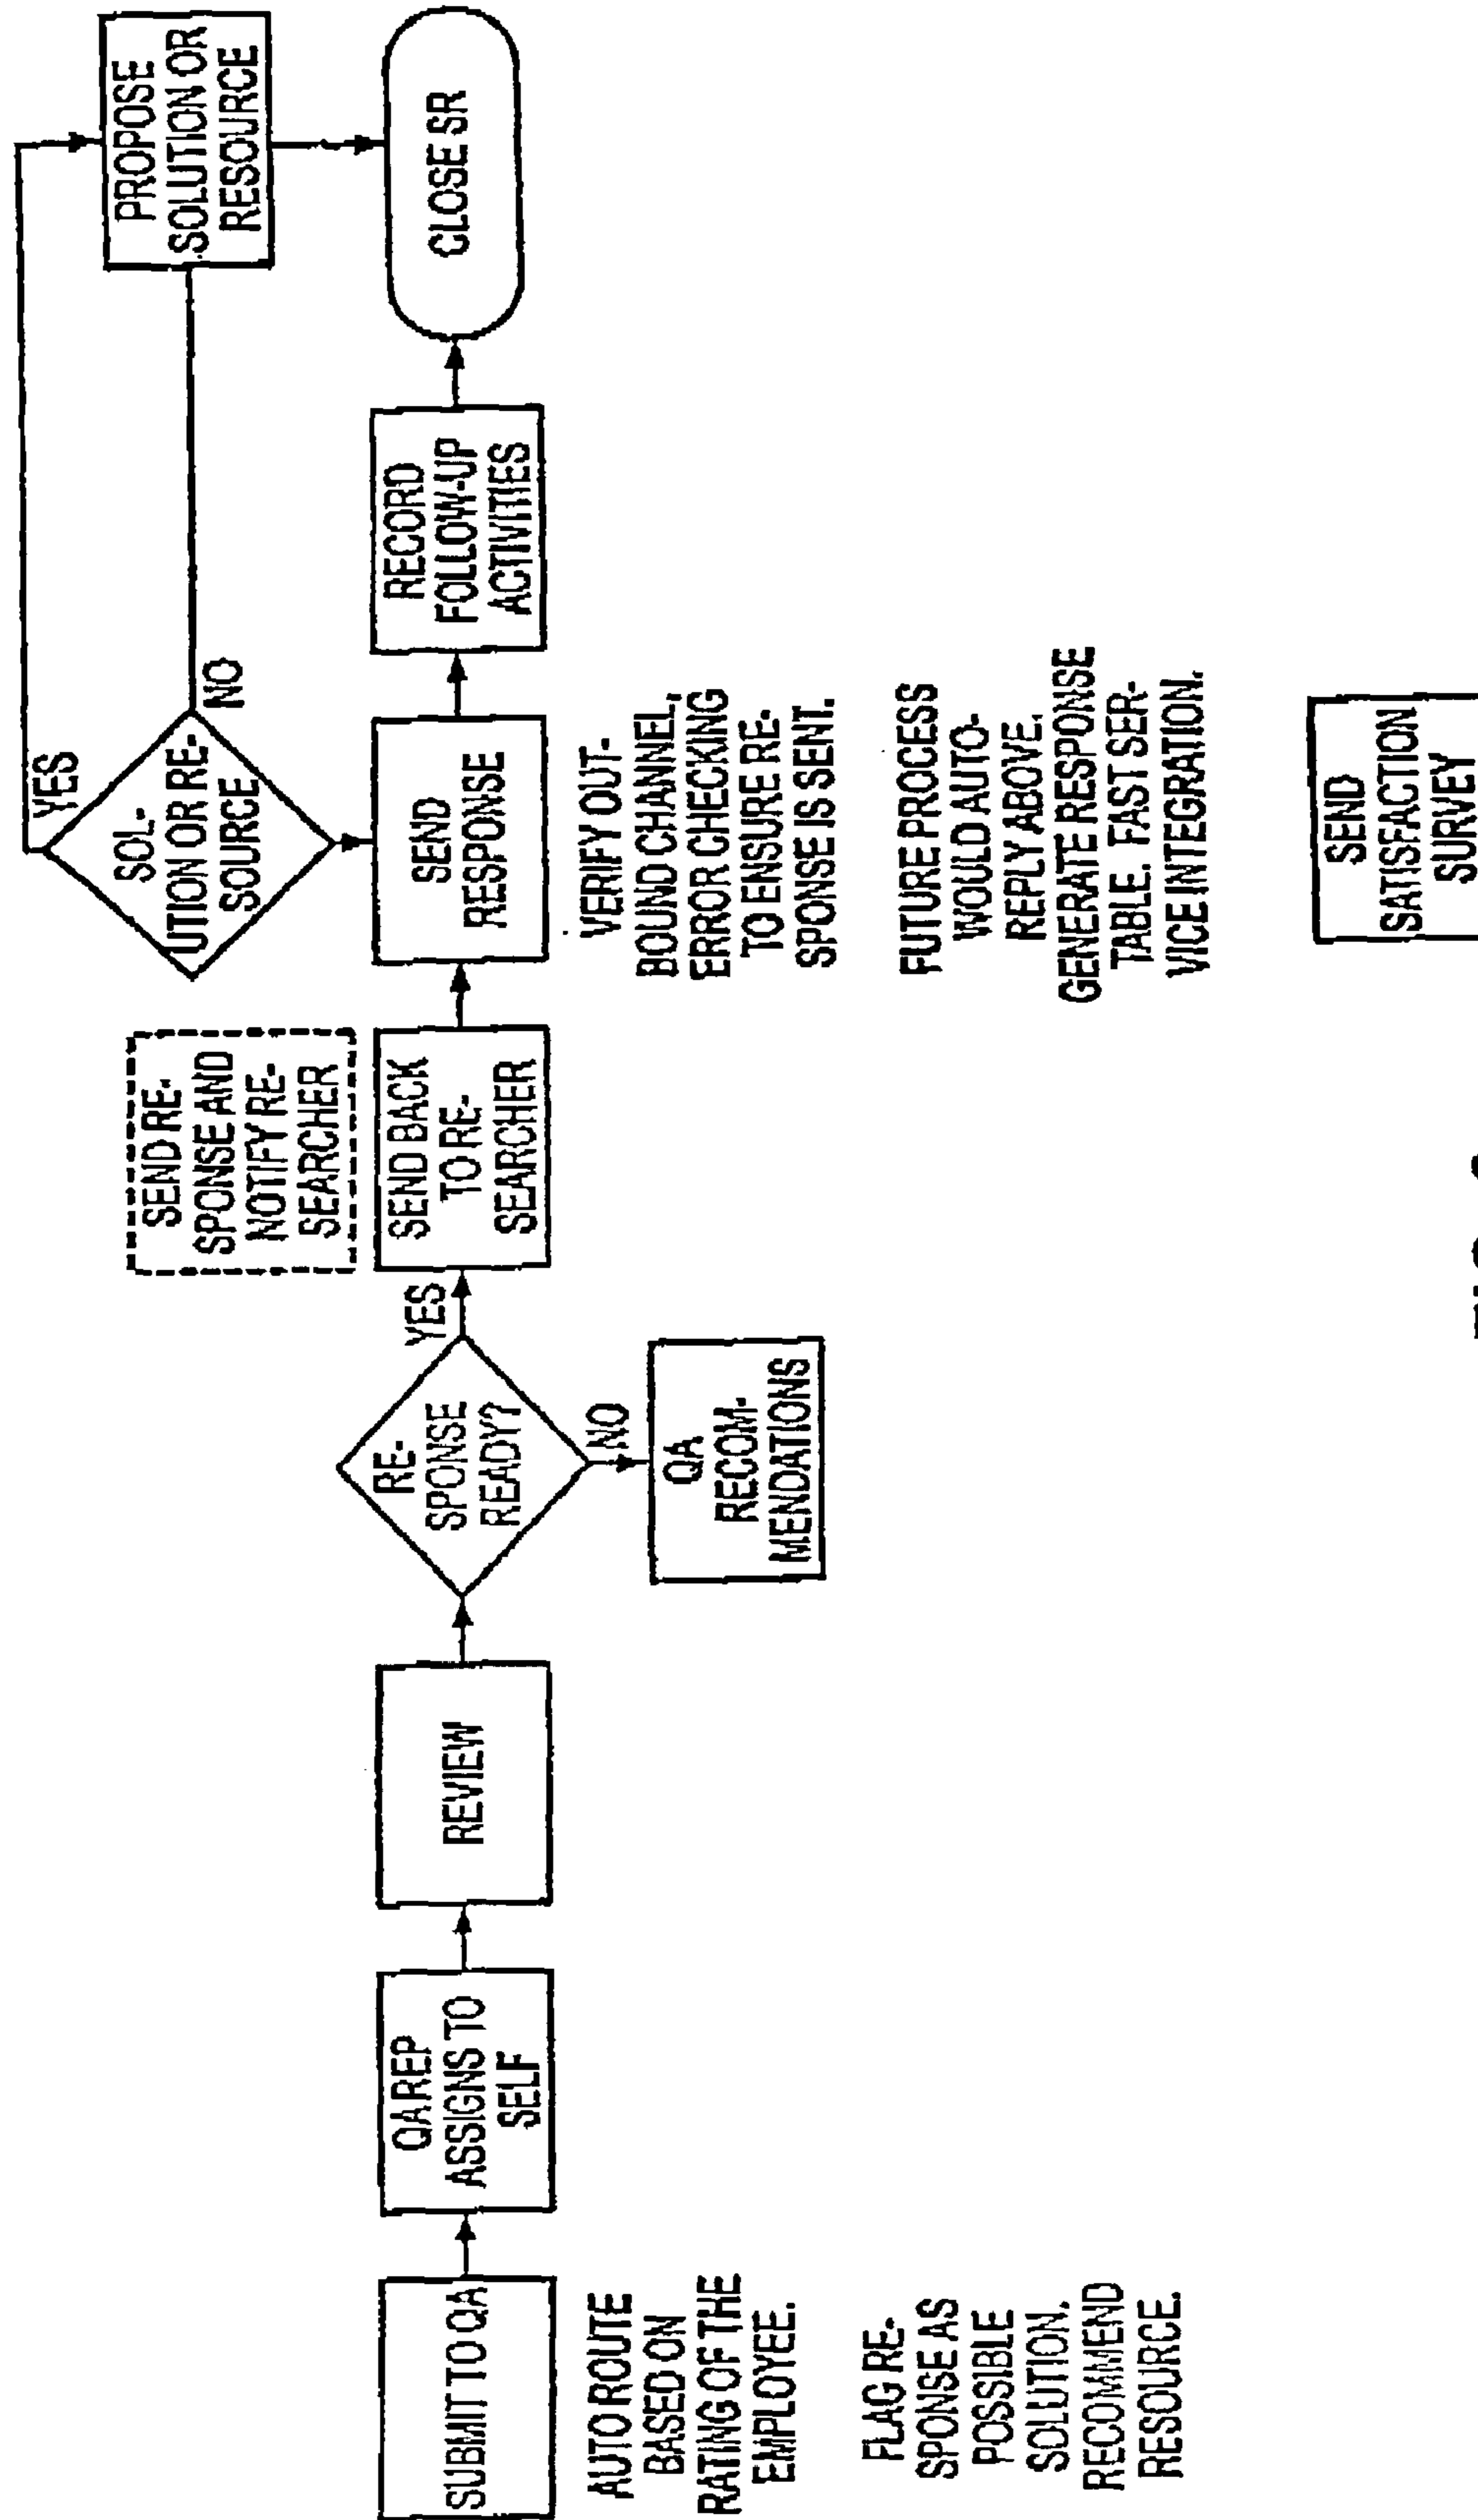 SUBMIT TO QA
AUTO ROUTE
BASED ON
RATING OF THE
EMPLOYEE.
FLAG RE-
SPONSE AS
POSSIBLE
SOLUTION/
RECOMMEND
RESOURCE.
QA REP
ASSIGNS TO
SELF
REVIEW
RE-
SPONSE
READY?
YES
NO
QA
RECOM-
MENDATIONS
SEND RE-
SPONSE AND
NOTIFY RE-
SEARCHER
SEND BACK
TO RE-
SEARCHER
SOL-
UTION OR RE-
SOURCE
YES
NO
SEND
RESPONSE
VERIFY OUT-
BOUND CHANNEL.
ERROR CHECKING
TO ENSURE RE-
SPONSE IS SENT.
FUTURE PROCESS
WOULD AUTO-
REPLY ABOVE.
GENERATE RESPONSE
TABLE. FAST SER-
VICE INTEGRATION.
SEND
SATISFACTION
SURVEY
RECORD
FOLLOW-UP
ACTIVITIES
PROPOSE
SOLUTION OR
RESOURCE
CLOSE SR